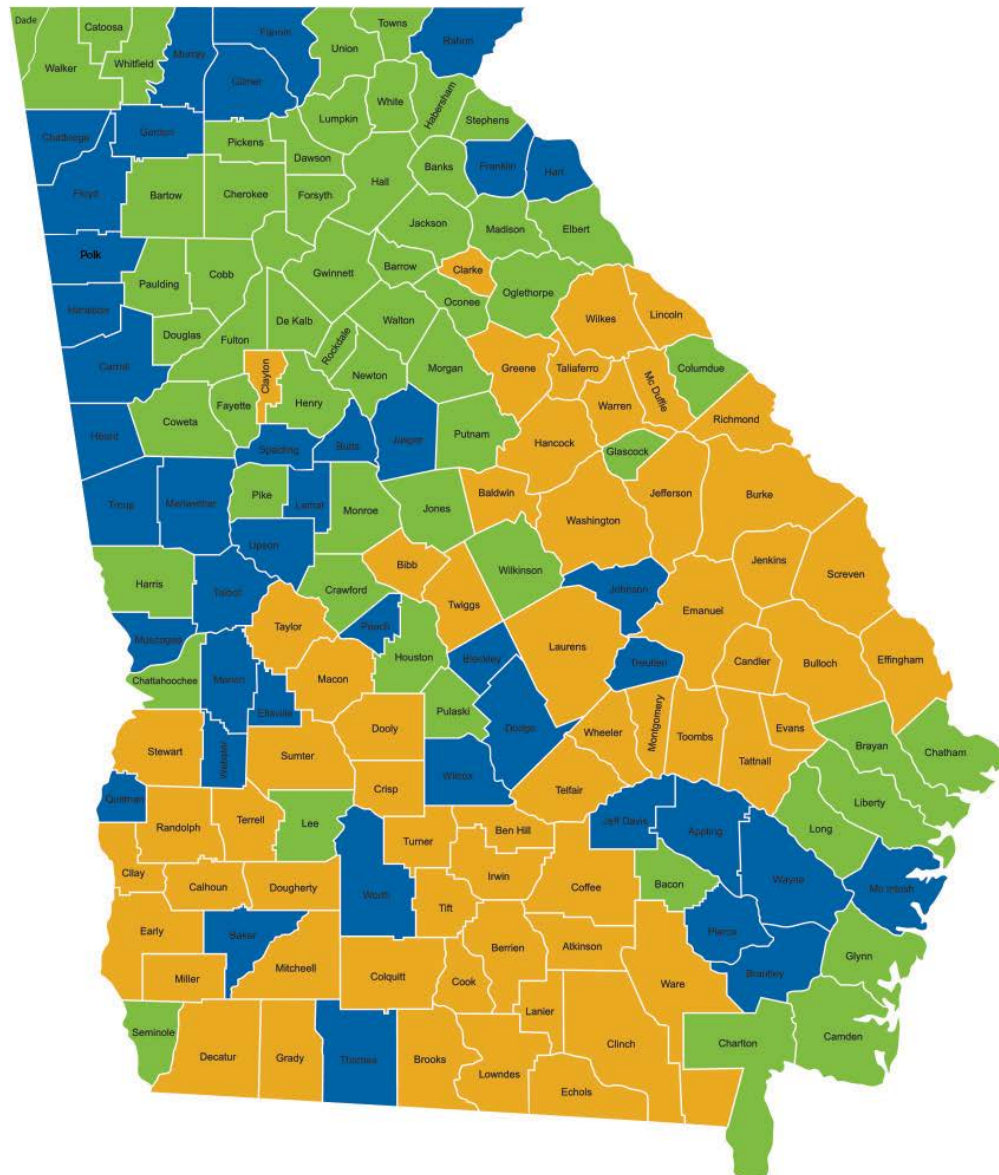 Dade
Catoosa
Towns
Fannin
Rabun
Murray
Union
Walker
Whitfield
Gilmer
White
Habersham
Lumpkin
Stephens
Chattooga
Gordon
Pickens
Dawson
Banks
Franklin
Hart
Hall
Floyd
Bartow
Cherokee
Forsyth
Jackson
Madison
Elbert
Polk
Cobb
Paulding
Gwinnett
Barrow
Clarke
Oglethorpe
Oconee
Haralson
De Kalb
Walton
Wilkes
Lincoln
Douglas
Fulton
Rockdale
Carroll
Clayton
Newton
Morgan
Greene
Taliaferro
Mc Duffie
Columdue
Fayette
Henry
Warren
Richmond
Coweta
Heard
Spalding
Butts
Jasper
Putnam
Hancock
Glascock
Troup
Meriwether
Pike
Lamar
Monroe
Jones
Baldwin
Jefferson
Burke
Washington
Upson
Bibb
Wilkinson
Jenkins
Screven
Harris
Talbot
Crawford
Twiggs
Johnson
Emanuel
Muscogee
Taylor
Peach
Laurens
Houston
Bleckley
Treutlen
Candler
Bulloch
Effingham
Chattahoochee
Marion
Macon
Ellaville
Pulaski
Dodge
Dooly
Montgomery
Stewart
Webster
Sumter
Wheeler
Toombs
Evans
Tattnall
Brayan
Chatham
Quitman
Crisp
Wilcox
Telfair
Liberty
Randolph
Terrell
Lee
Turner
Ben Hill
Jeff Davis
Appling
Long
Cllay
Calhoun
Dougherty
Worth
Irwin
Coffee
Bacon
Wayne
Mc Intosh
Tift
Early
Baker
Mitcheell
Berrien
Atkinson
Pierce
Miller
Colquitt
Cook
Ware
Brantley
Glynn
Lanier
Seminole
Decatur
Grady
Thomas
Brooks
Lowndes
Clinch
Charlton
Camden
Echols